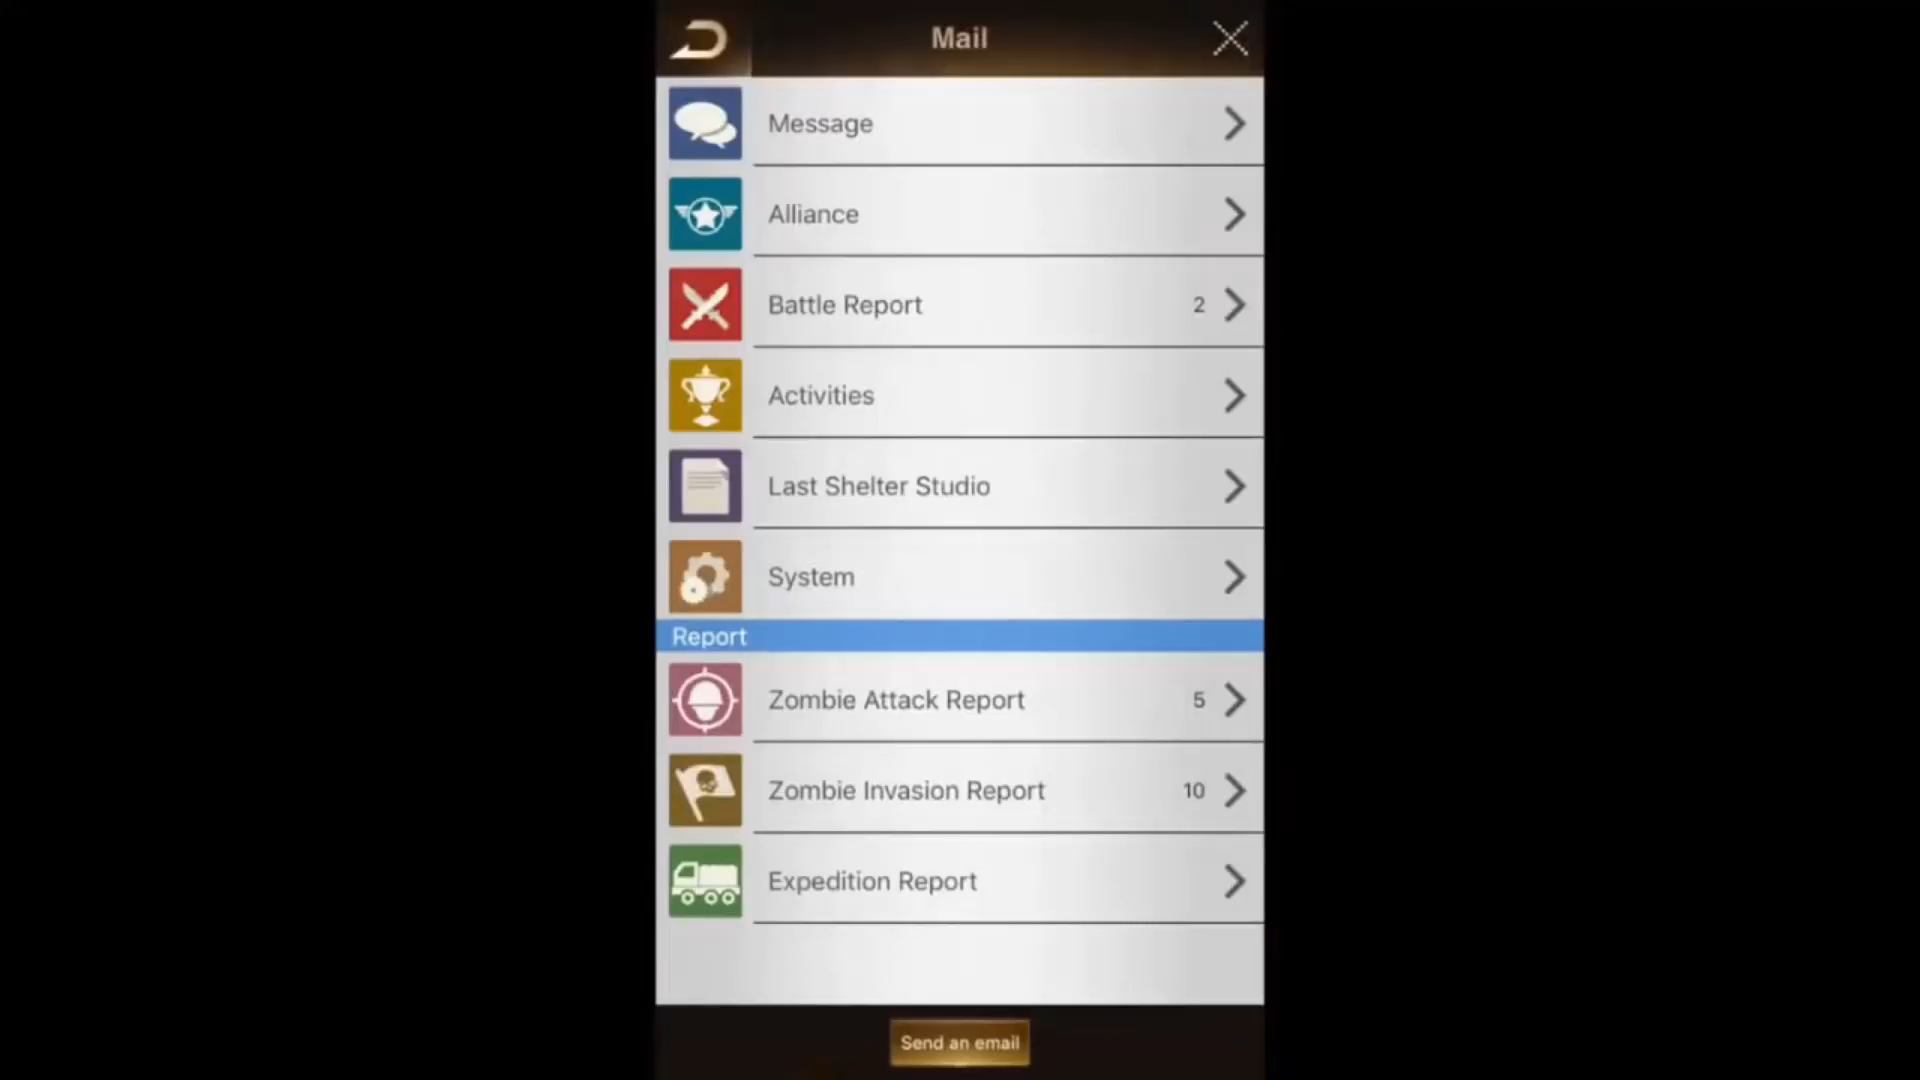 Mail
Message
Alliance
Battle Report 2
Activities
Last Shelter Studio
System
Report
Zombie Attack Report 5
Zombie Invasion Report 10
Expedition Report
Send an email